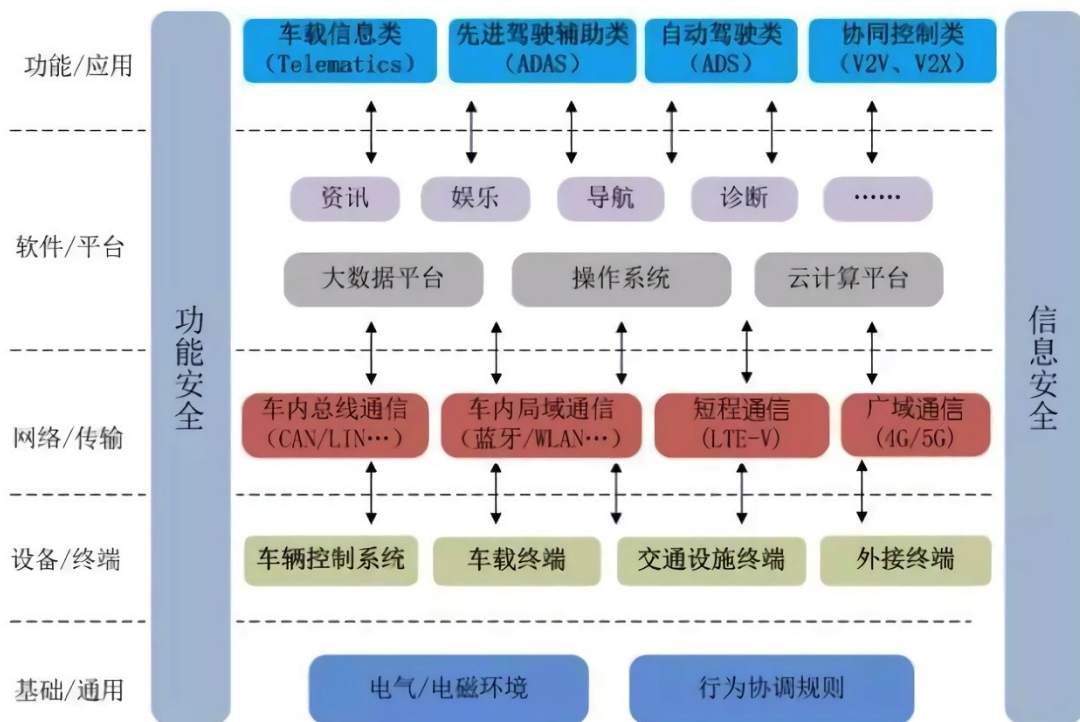 功能/应用
车载信息类
（Telematics）
先进驾驶辅助类
（ADAS）
自动驾驶类
（ADS）
协同控制类
（V2V、V2X）
资讯
娱乐
导航
诊断
……
软件/平台
大数据平台
操作系统
云计算平台
功能安全
信息安全
网络/传输
车内总线通信
（CAN/LIN…）
车内局域通信
（蓝牙/WLAN…）
短程通信
(LTE-V)
广域通信
(4G/5G)
设备/终端
车辆控制系统
车载终端
交通设施终端
外接终端
基础/通用
电气/电磁环境
行为协调规则